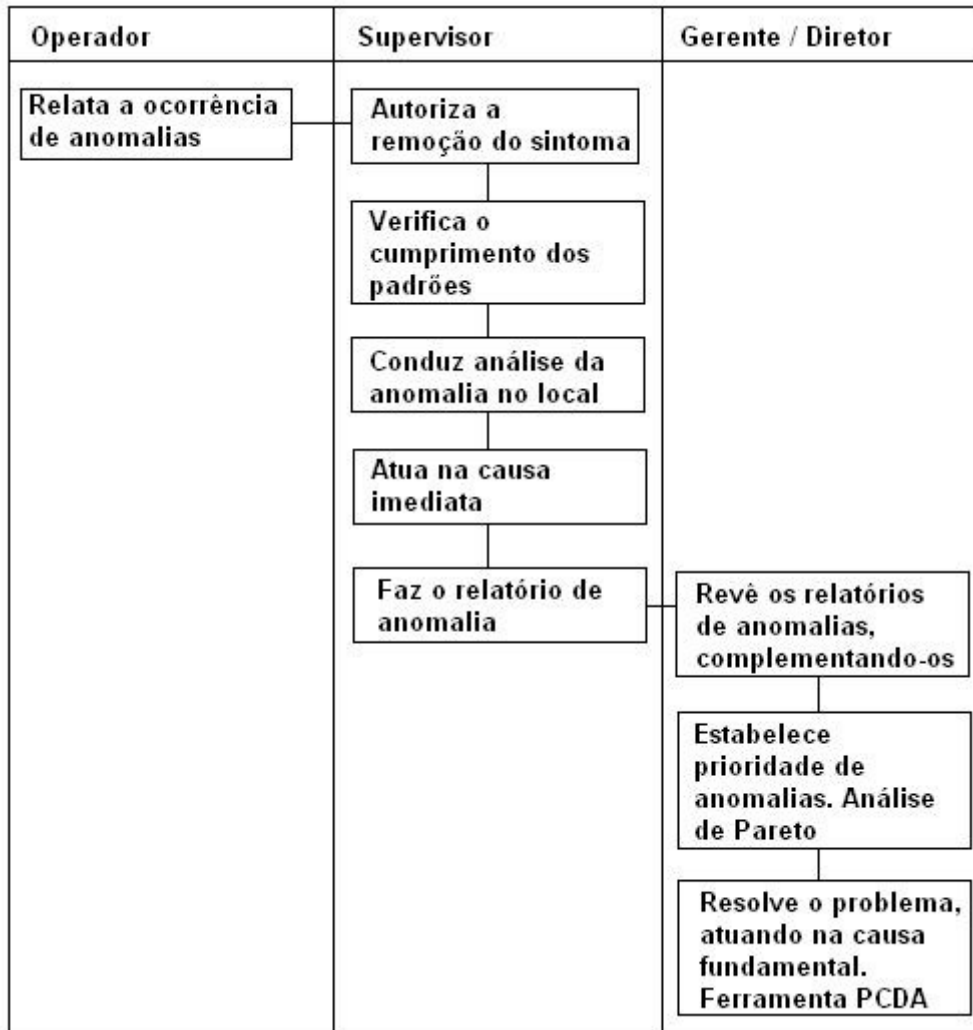 Operador
Supervisor
Gerente / Diretor
Relata a ocorrência
de anomalias
Autoriza a
remoção do sintoma
Verifica o
cumprimento dos
padrões
Conduz análise da
anomalia no local
Atua na causa
imediata
Faz o relatório de
anomalia
Revê os relatórios
de anomalias,
complementando-os
Estabelece
prioridade de
anomalias. Análise
de Pareto
Resolve o problema,
atuando na causa
fundamental.
Ferramenta PCDA